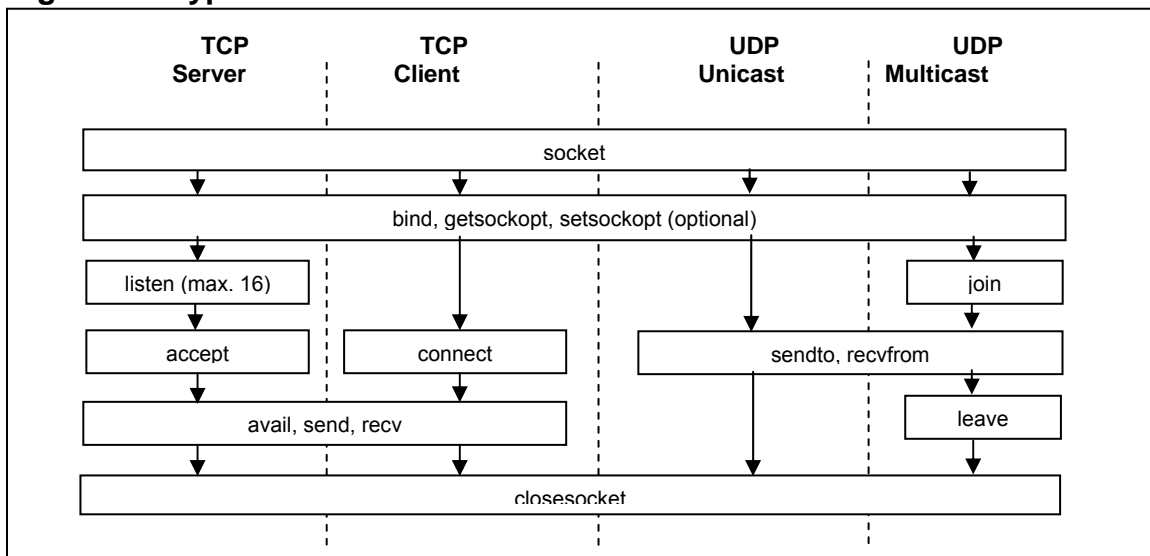 TCP Server
TCP Client
UDP Unicast
UDP Multicast
socket
bind, getsockopt, setsockopt (optional)
listen (max. 16)
join
accept
connect
sendto, recvfrom
avail, send, recv
leave
closesocket